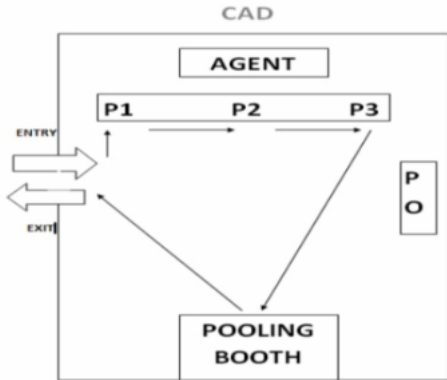 CAD
AGENT
P1 P2 P3
ENTRY
P
O
EXIT
POOLING
BOOTH